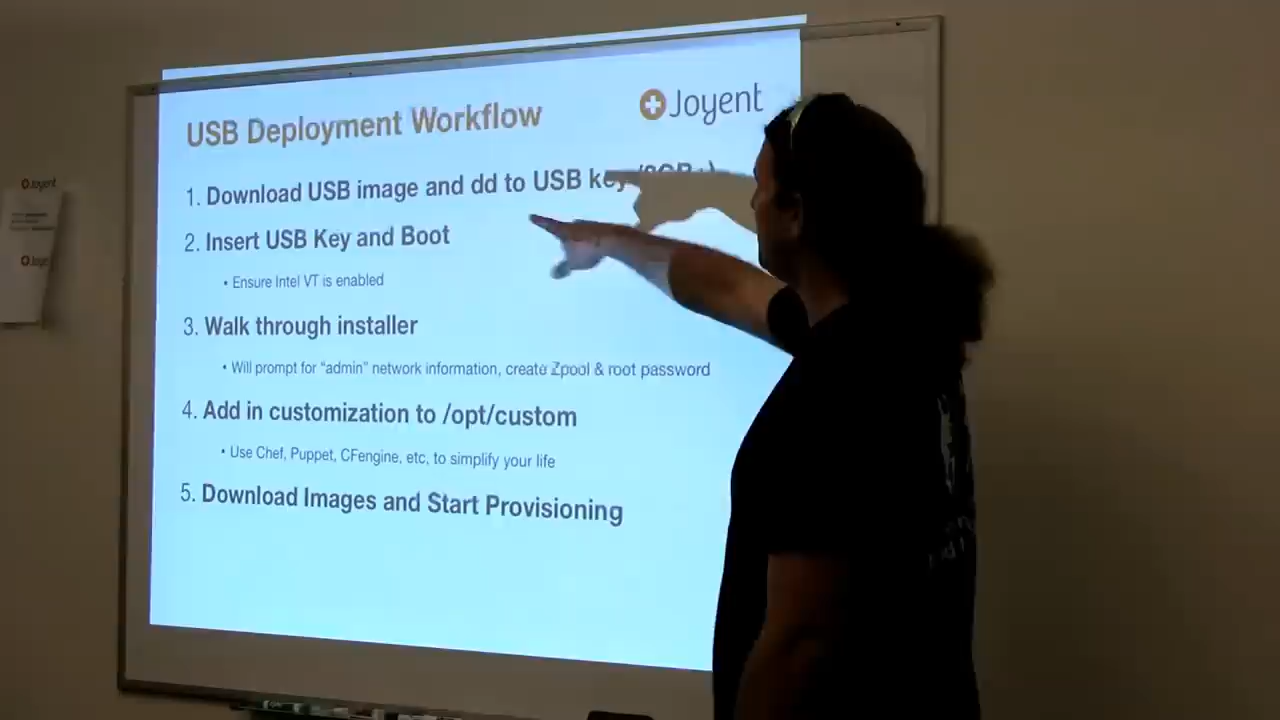 Joyent
USB Deployment Workflow
1. Download USB image and dd to USB key
2. Insert USB Key and Boot
• Ensure Intel VT is enabled
3. Walk through installer
• Will prompt for “admin” network information, create Zpool & root password
4. Add in customization to /opt/custom
• Use Chef, Puppet, CFengine, etc, to simplify your life
5. Download Images and Start Provisioning
Joyent